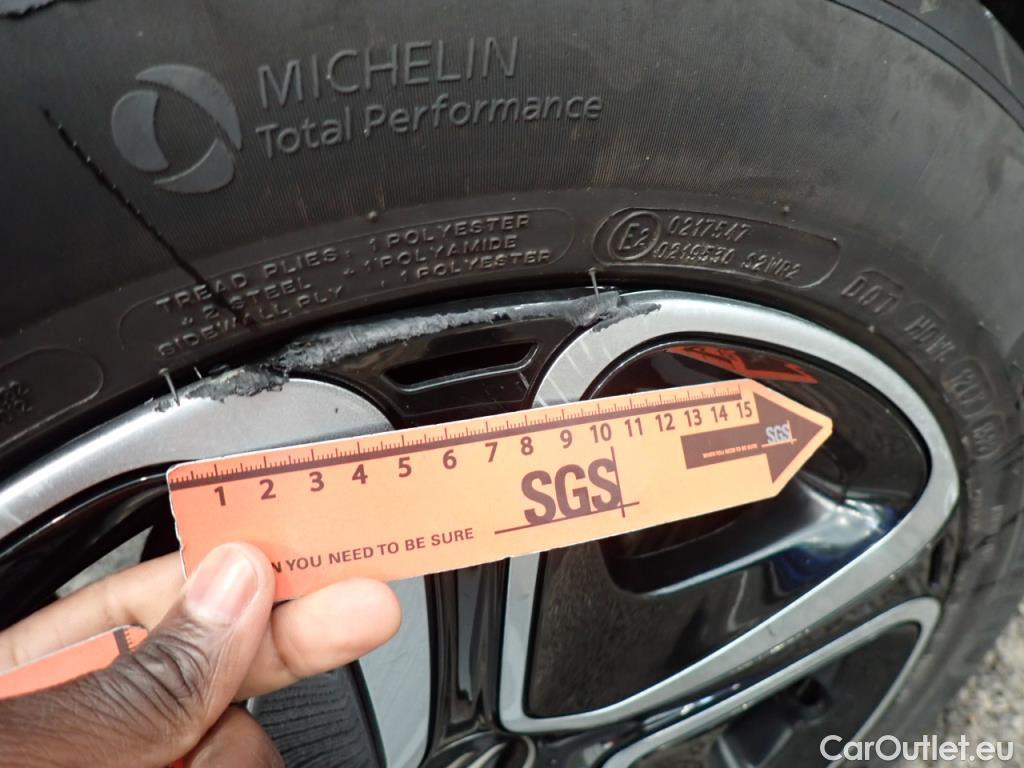 MICHELIN
Total Performance
TREAD PLIES: 1 POLYESTER
+ 2 STEEL + 1 POLYAMIDE
SIDEWALL PLY 1 POLYESTER
E2
0217547
0219530 S2WR2
DOT
1 2 3 4 5 6 7 8 9 10 11 12 13 14 15
SGS
SGS
N YOU NEED TO BE SURE
CarOutlet.eu